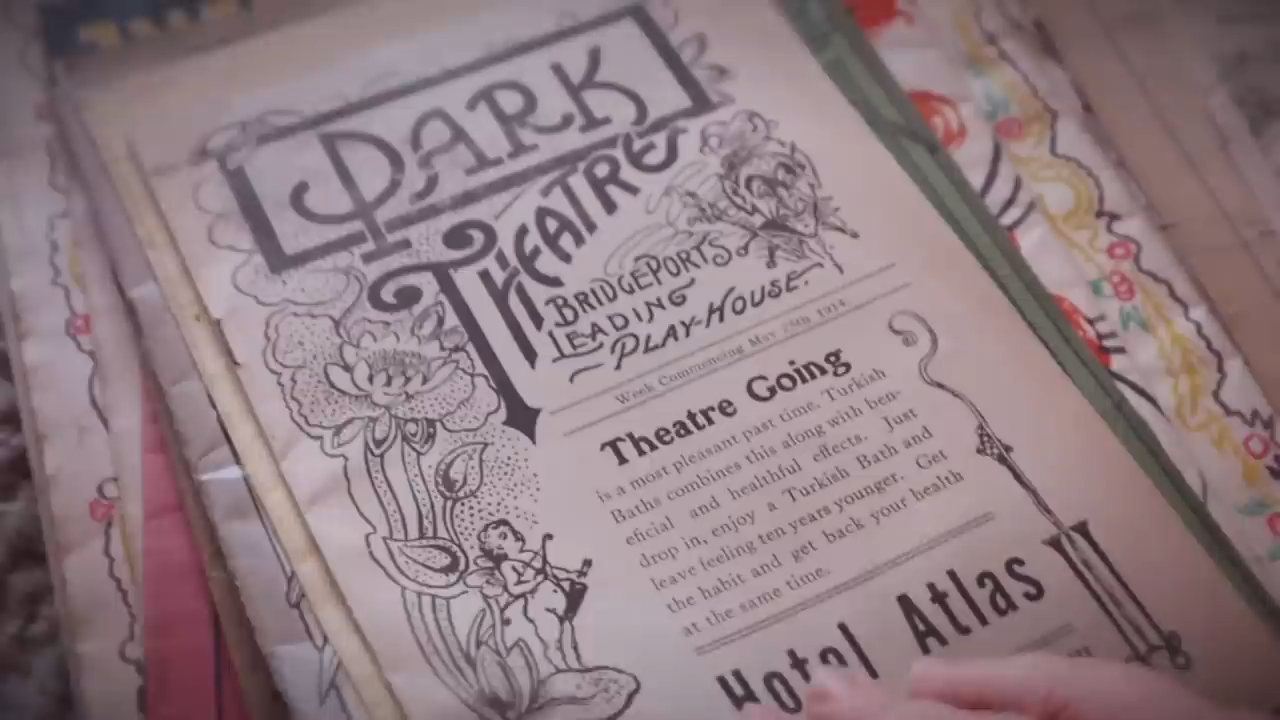 PARK
THEATRE
BRIDGEPORTS
LEADING
PLAY-HOUSE.
Week Commencing May 25th 1914
Theatre Going
is a most pleasant past time. Turkish
Baths combines this along with ben-
eficial and healthful effects. Just
drop in, enjoy a Turkish Bath and
leave feeling ten years younger. Get
the habit and get back your health
at the same time.
Hotel Atlas